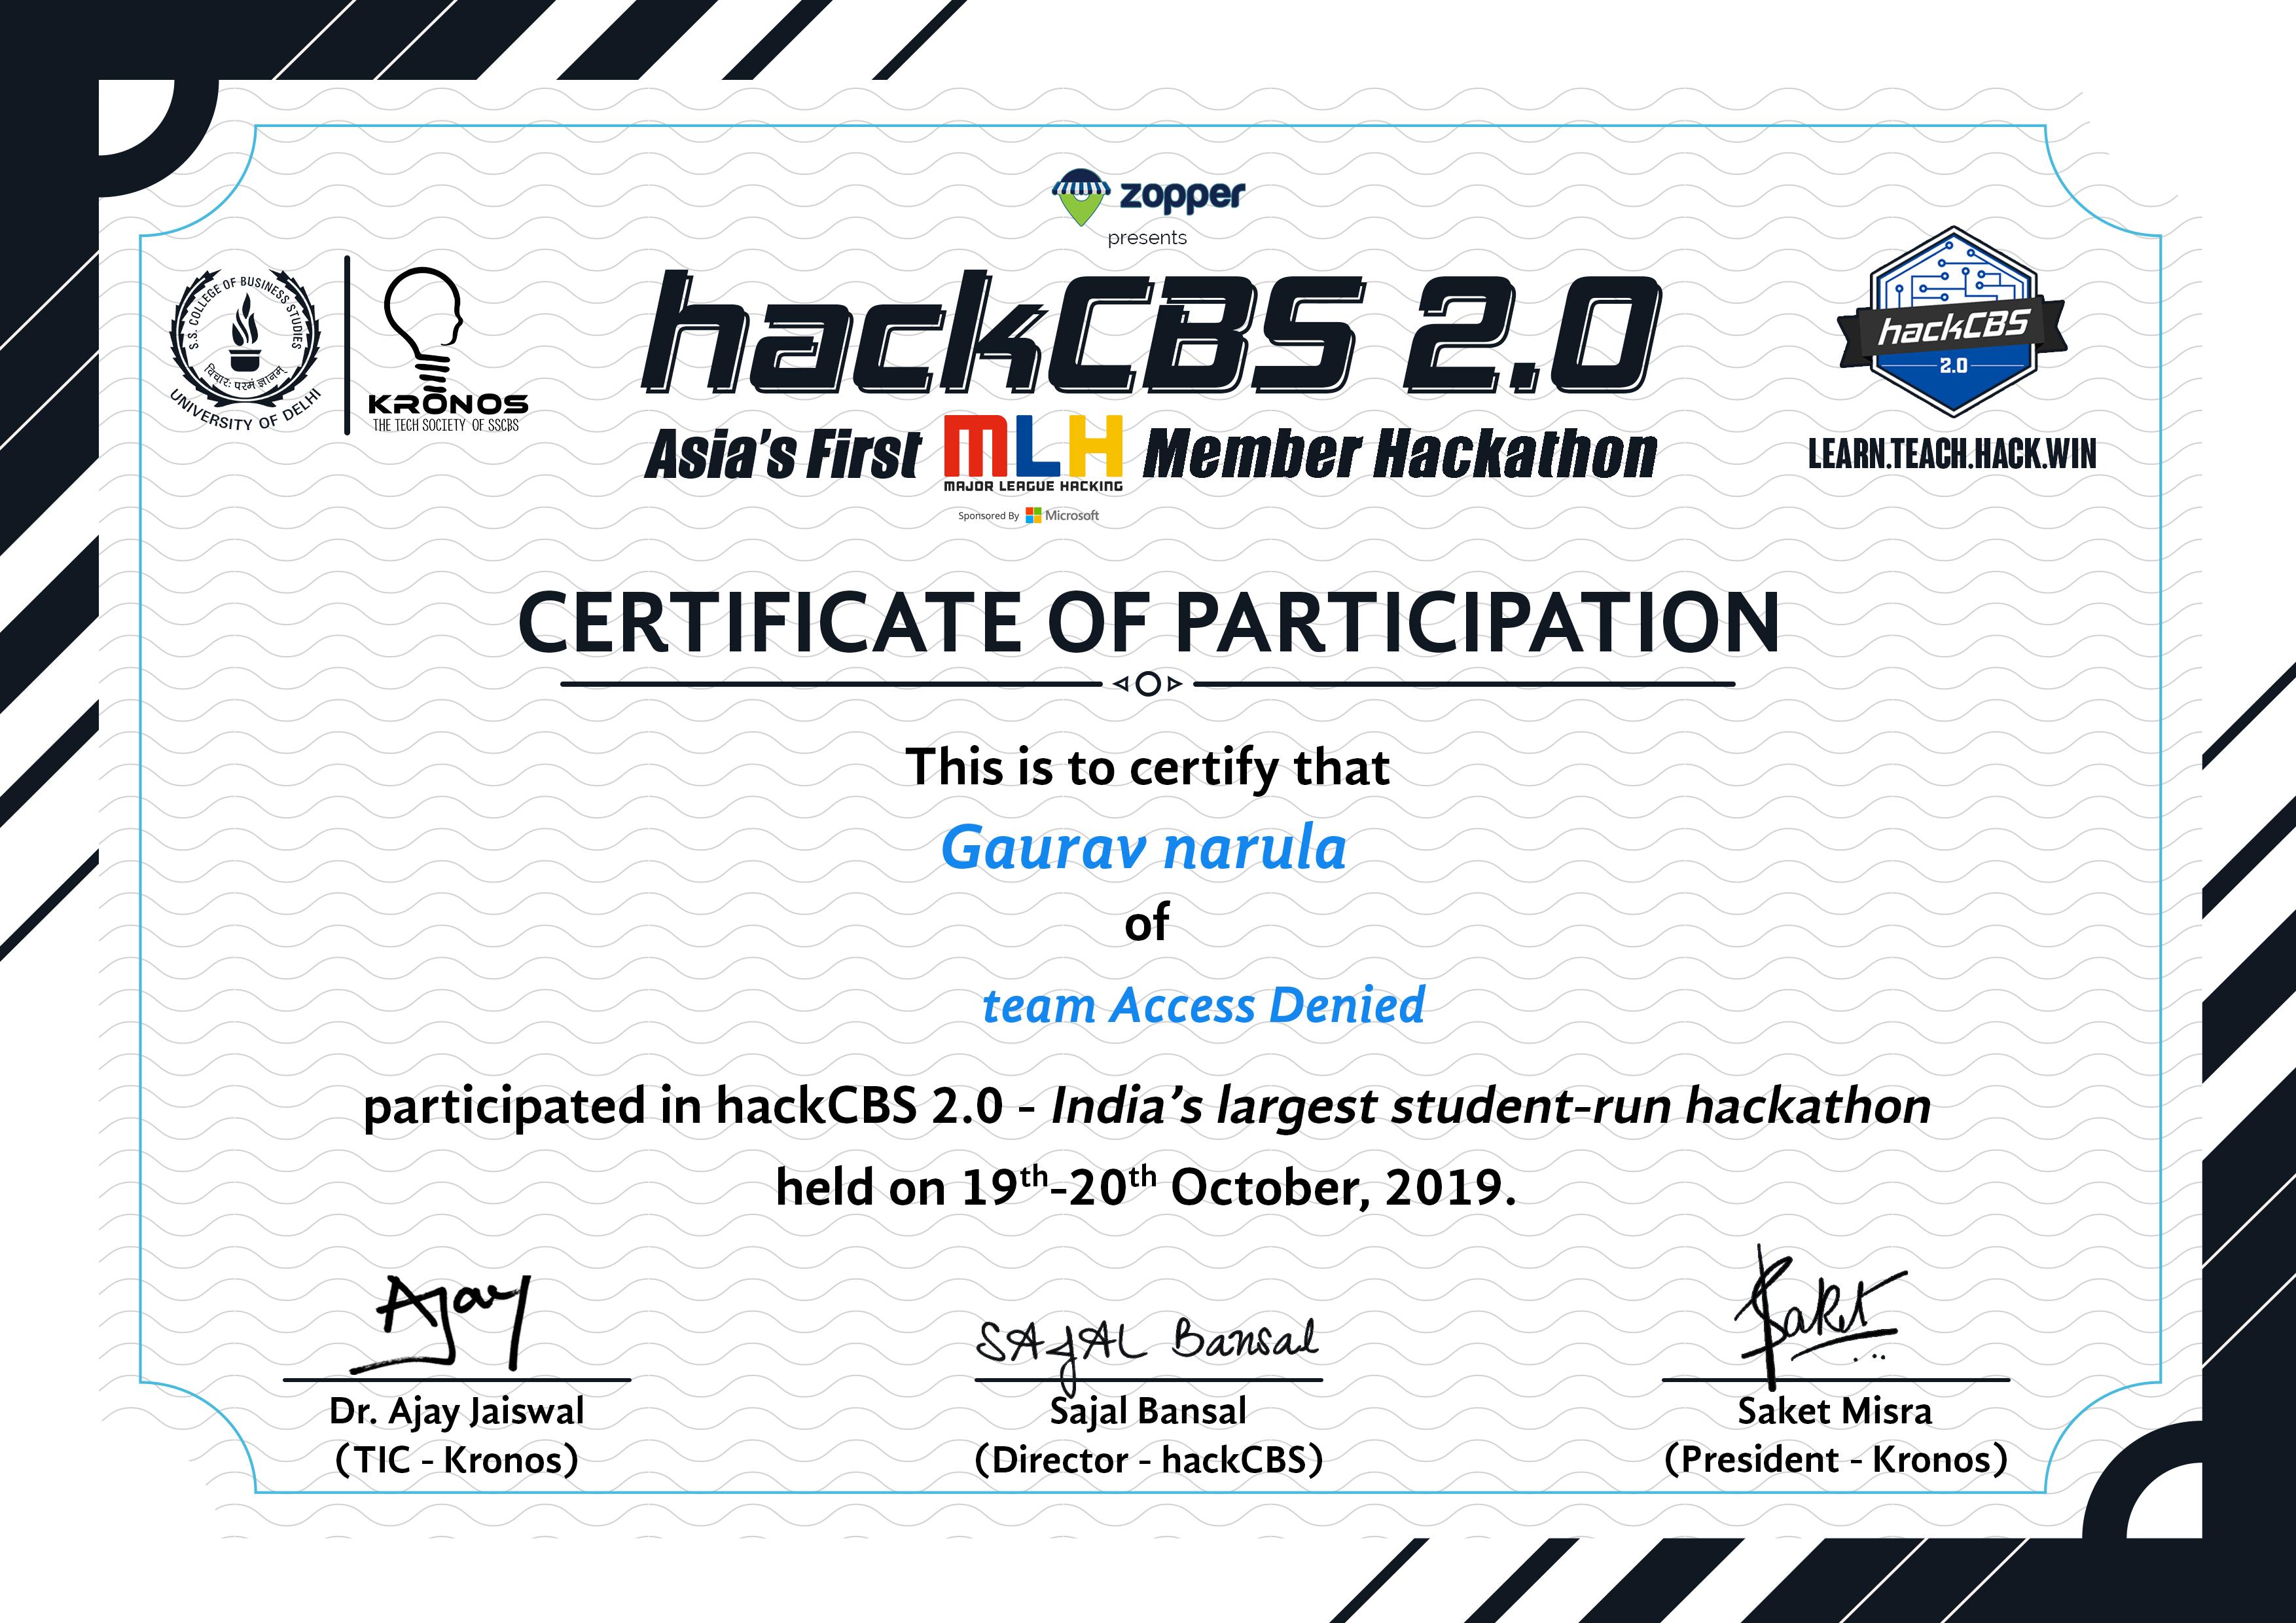 zopper
presents
S.S. COLLEGE OF BUSINESS STUDIES
विचारः परमं ज्ञानम्
UNIVERSITY OF DELHI
KRONOS
THE TECH SOCIETY OF SSCBS
hackCBS 2.0
Asia's First MLH Member Hackathon
MAJOR LEAGUE HACKING
Sponsored By Microsoft
hackCBS
2.0
LEARN.TEACH.HACK.WIN
CERTIFICATE OF PARTICIPATION
This is to certify that
Gaurav narula
of
team Access Denied
participated in hackCBS 2.0 - India's largest student-run hackathon
held on 19th-20th October, 2019.
Ajay
SAJAL Bansal
Saket
Dr. Ajay Jaiswal
(TIC - Kronos)
Sajal Bansal
(Director - hackCBS)
Saket Misra
(President - Kronos)